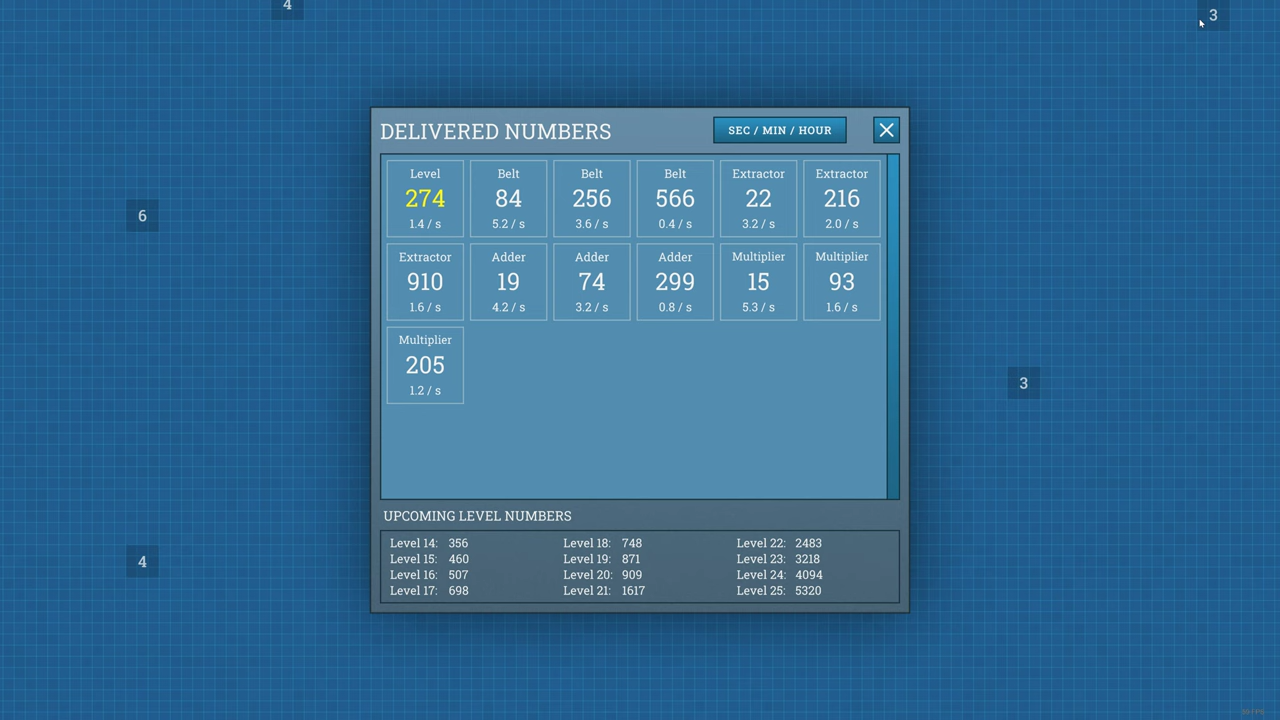 4
3
DELIVERED NUMBERS
SEC / MIN / HOUR
Level
274
1.4 / s
Belt
84
5.2 / s
Belt
256
3.6 / s
Belt
566
0.4 / s
Extractor
22
3.2 / s
Extractor
216
2.0 / s
6
Extractor
910
1.6 / s
Adder
19
4.2 / s
Adder
74
3.2 / s
Adder
299
0.8 / s
Multiplier
15
5.3 / s
Multiplier
93
1.6 / s
Multiplier
205
1.2 / s
3
UPCOMING LEVEL NUMBERS
Level 14: 356
Level 15: 460
Level 16: 507
Level 17: 698
Level 18: 748
Level 19: 871
Level 20: 909
Level 21: 1617
Level 22: 2483
Level 23: 3218
Level 24: 4094
Level 25: 5320
4